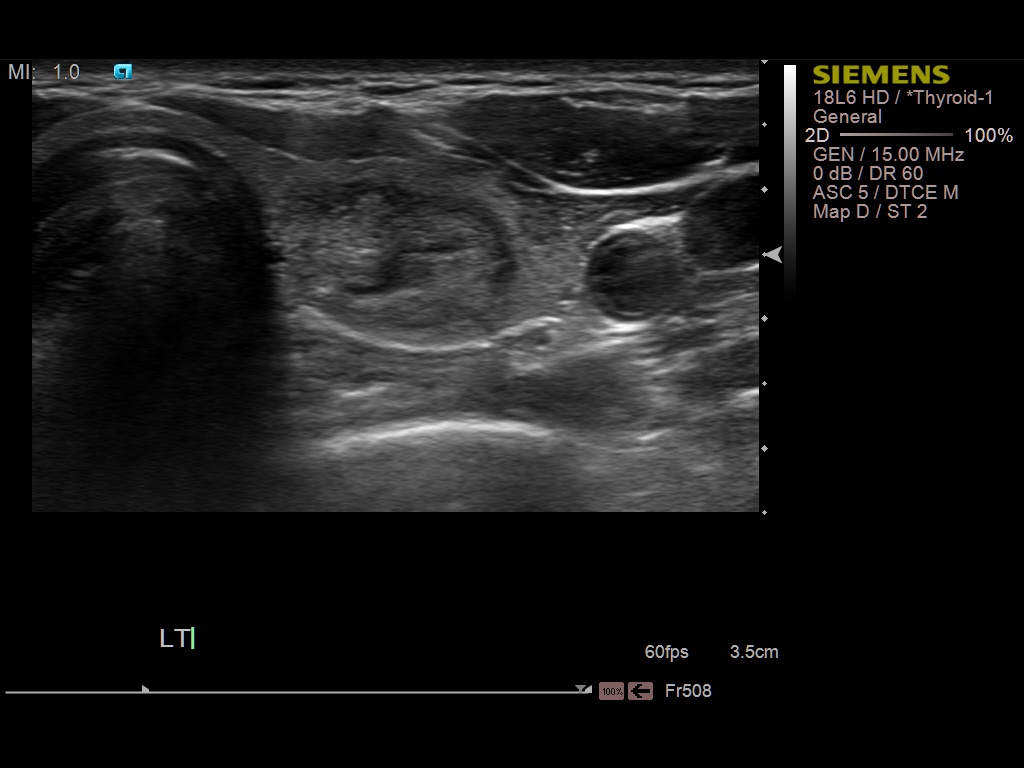 MI: 1.0
SIEMENS
18L6 HD / *Thyroid-1
General
2D 100%
GEN / 15.00 MHz
0 dB / DR 60
ASC 5 / DTCE M
Map D / ST 2
LT
60fps 3.5cm
100% Fr508